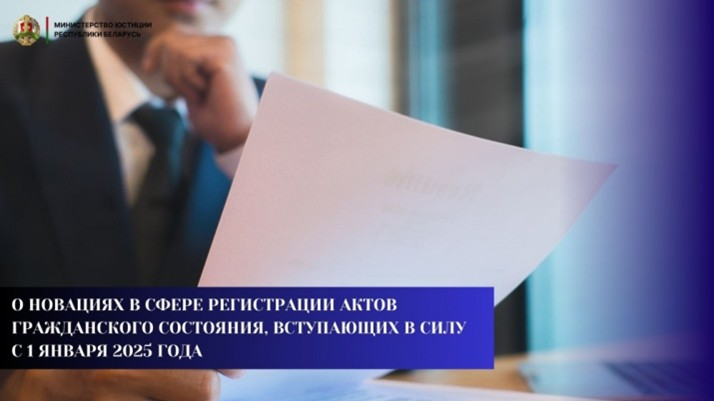 МИНИСТЕРСТВО ЮСТИЦИИ
РЕСПУБЛИКИ БЕЛАРУСЬ
О НОВАЦИЯХ В СФЕРЕ РЕГИСТРАЦИИ АКТОВ
ГРАЖДАНСКОГО СОСТОЯНИЯ, ВСТУПАЮЩИХ В СИЛУ
С 1 ЯНВАРЯ 2025 ГОДА